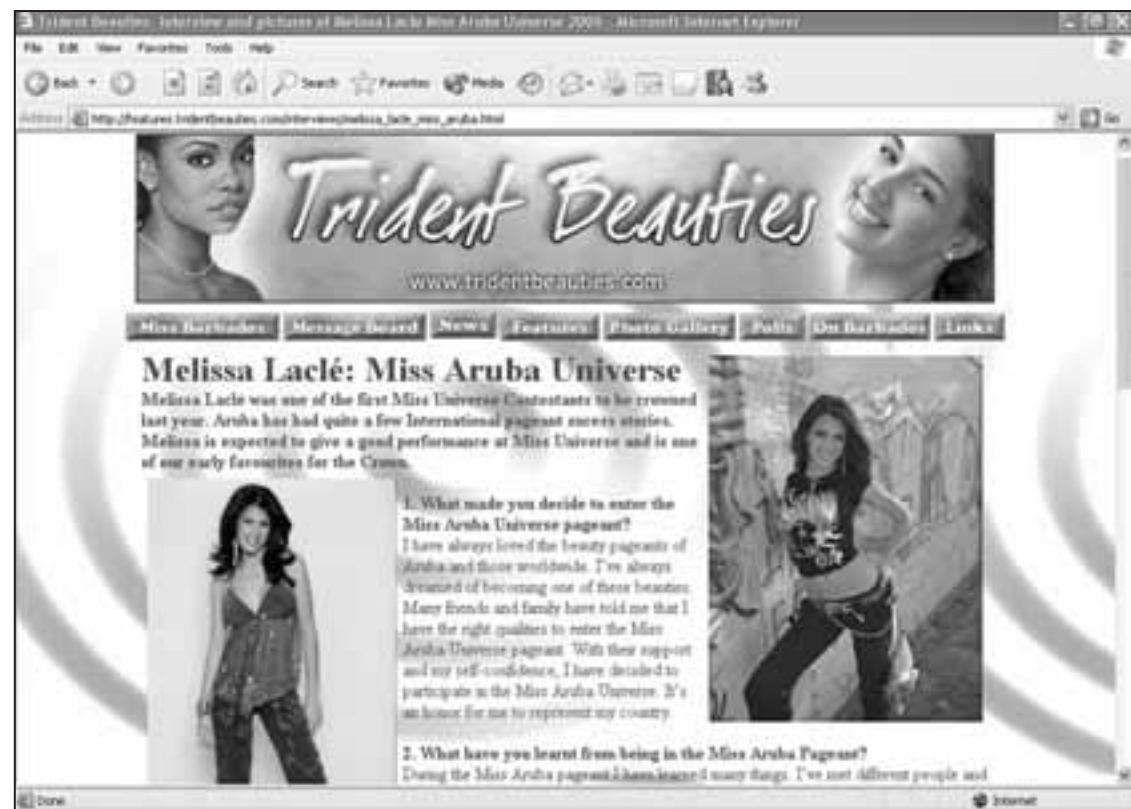 Trident Beauties: Interview and pictures of Melissa Lacle Miss Aruba Universe 2003 - Microsoft Internet Explorer
File Edit View Favorites Tools Help
Back Search Favorites Media
Address http://features.tridentbeauties.com/interviews/melissa_lacle_miss_aruba.html Go
Trident Beauties
www.tridentbeauties.com
Miss Barbados Message Board News Features Photo Gallery Polls On Barbados Links
Melissa Laclé: Miss Aruba Universe
Melissa Lacle was one of the first Miss Universe Contestants to be crowned
last year. Aruba has had quite a few International pageant sucess stories.
Melissa is expected to give a good performance at Miss Universe and is one
of our early favourites for the Crown.
1. What made you decide to enter the
Miss Aruba Universe pageant?
I have always loved the beauty pageants of
Aruba and those worldwide. I've always
dreamed of becoming one of these beauties.
Many friends and family have told me that I
have the right qualities to enter the Miss
Aruba Universe pageant. With their support
and my self-confidence, I have decided to
participate in the Miss Aruba Universe. It's
an honor for me to represent my country.
2. What have you learnt from being in the Miss Aruba Pageant?
During the Miss Aruba pageant I have learned many things. I've met different people and
Done Internet